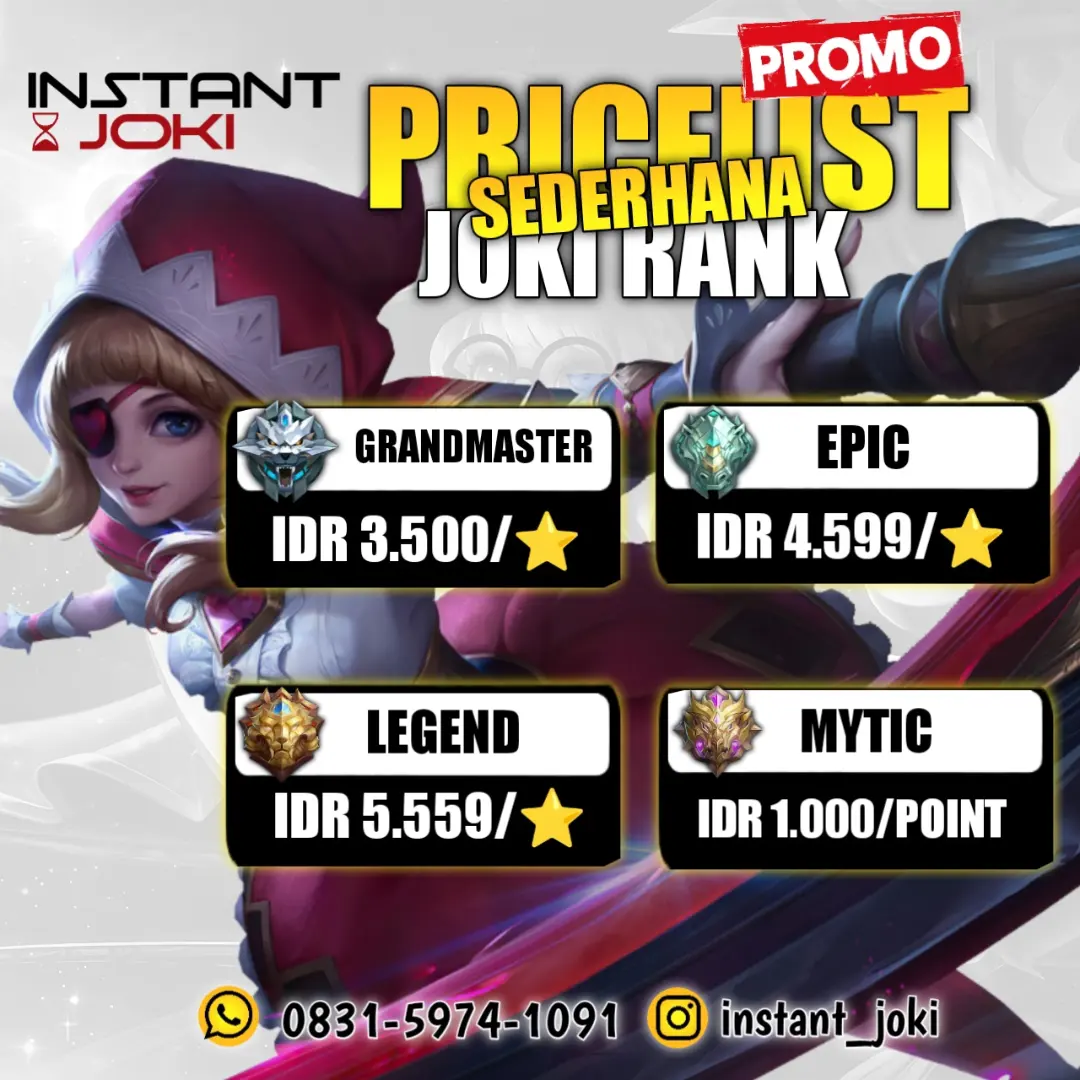 INSTANT
JOKI
PROMO
PRICELIST
SEDERHANA
JOKI RANK
GRANDMASTER
IDR 3.500/⭐
EPIC
IDR 4.599/⭐
LEGEND
IDR 5.559/⭐
MYTIC
IDR 1.000/POINT
0831-5974-1091
instant_joki